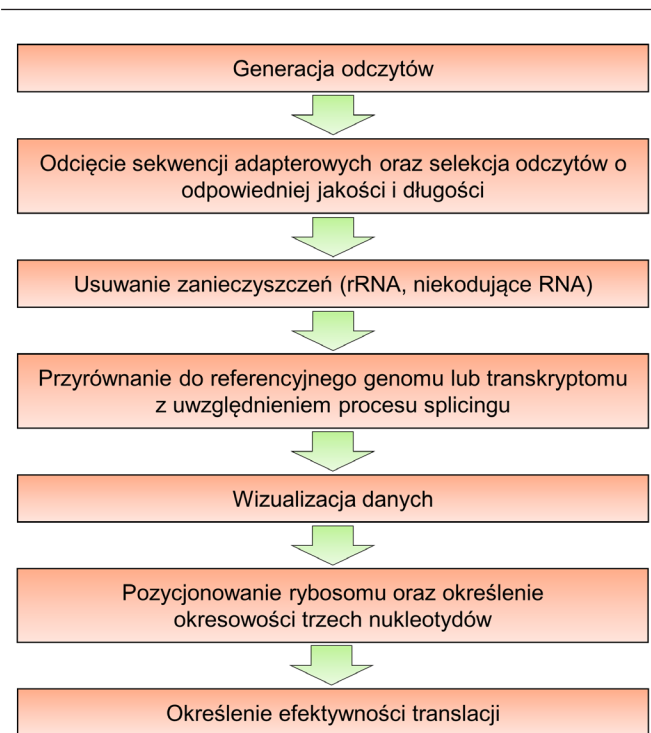 Generacja odczytów
Odcięcie sekwencji adapterowych oraz selekcja odczytów o
odpowiedniej jakości i długości
Usuwanie zanieczyszczeń (rRNA, niekodujące RNA)
Przyrównanie do referencyjnego genomu lub transkryptomu
z uwzględnieniem procesu splicingu
Wizualizacja danych
Pozycjonowanie rybosomu oraz określenie
okresowości trzech nukleotydów
Określenie efektywności translacji